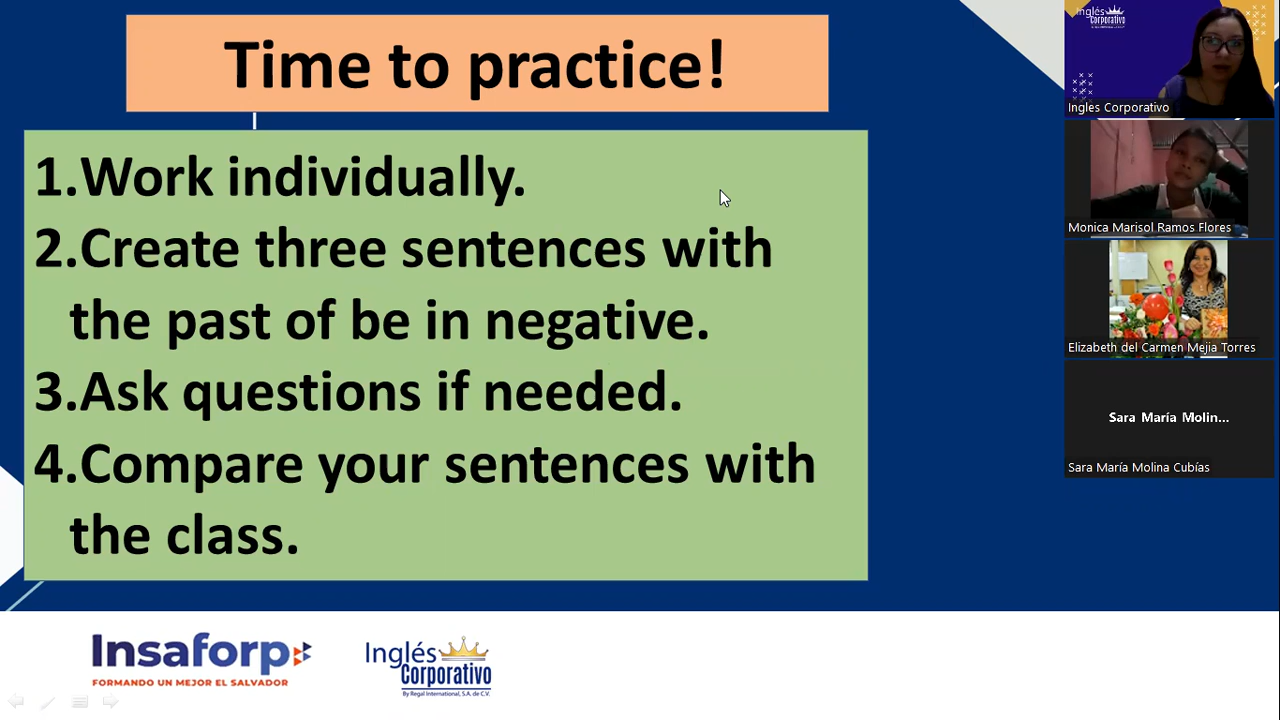 Time to practice!
1.Work individually.
2.Create three sentences with
the past of be in negative.
3.Ask questions if needed.
4.Compare your sentences with
the class.
Insaforp
FORMANDO UN MEJOR EL SALVADOR
Inglés
Corporativo
By Regal International, S.A. de C.V.
Inglés
Corporativo
Ingles Corporativo
Monica Marisol Ramos Flores
Elizabeth del Carmen Mejia Torres
Sara María Molin...
Sara María Molina Cubías